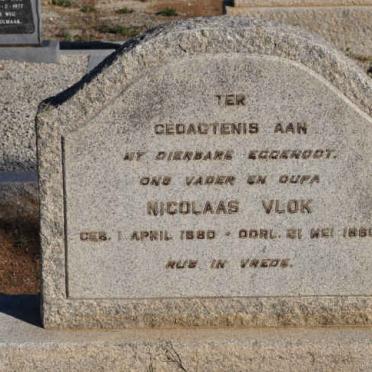 TER
GEDAGTENIS AAN
MY DIERBARE EGGENOOT.
ONS VADER EN OUPA
NICOLAAS VLOK
GEB. 1 APRIL 1880 - OORL. 21 MEI
RUS IN VREDE.